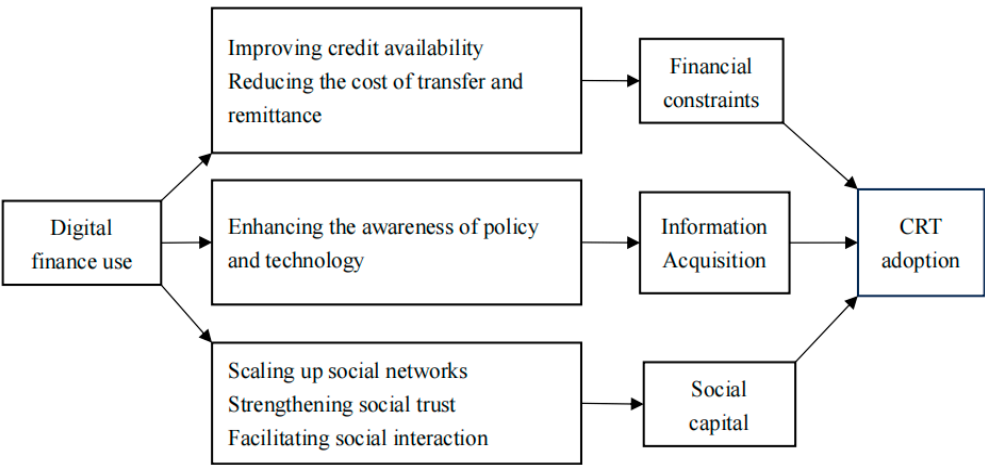 Improving credit availability
Reducing the cost of transfer and
remittance
Financial
constraints
Digital
finance use
Enhancing the awareness of policy
and technology
Information
Acquisition
CRT
adoption
Scaling up social networks
Strengthening social trust
Facilitating social interaction
Social
capital